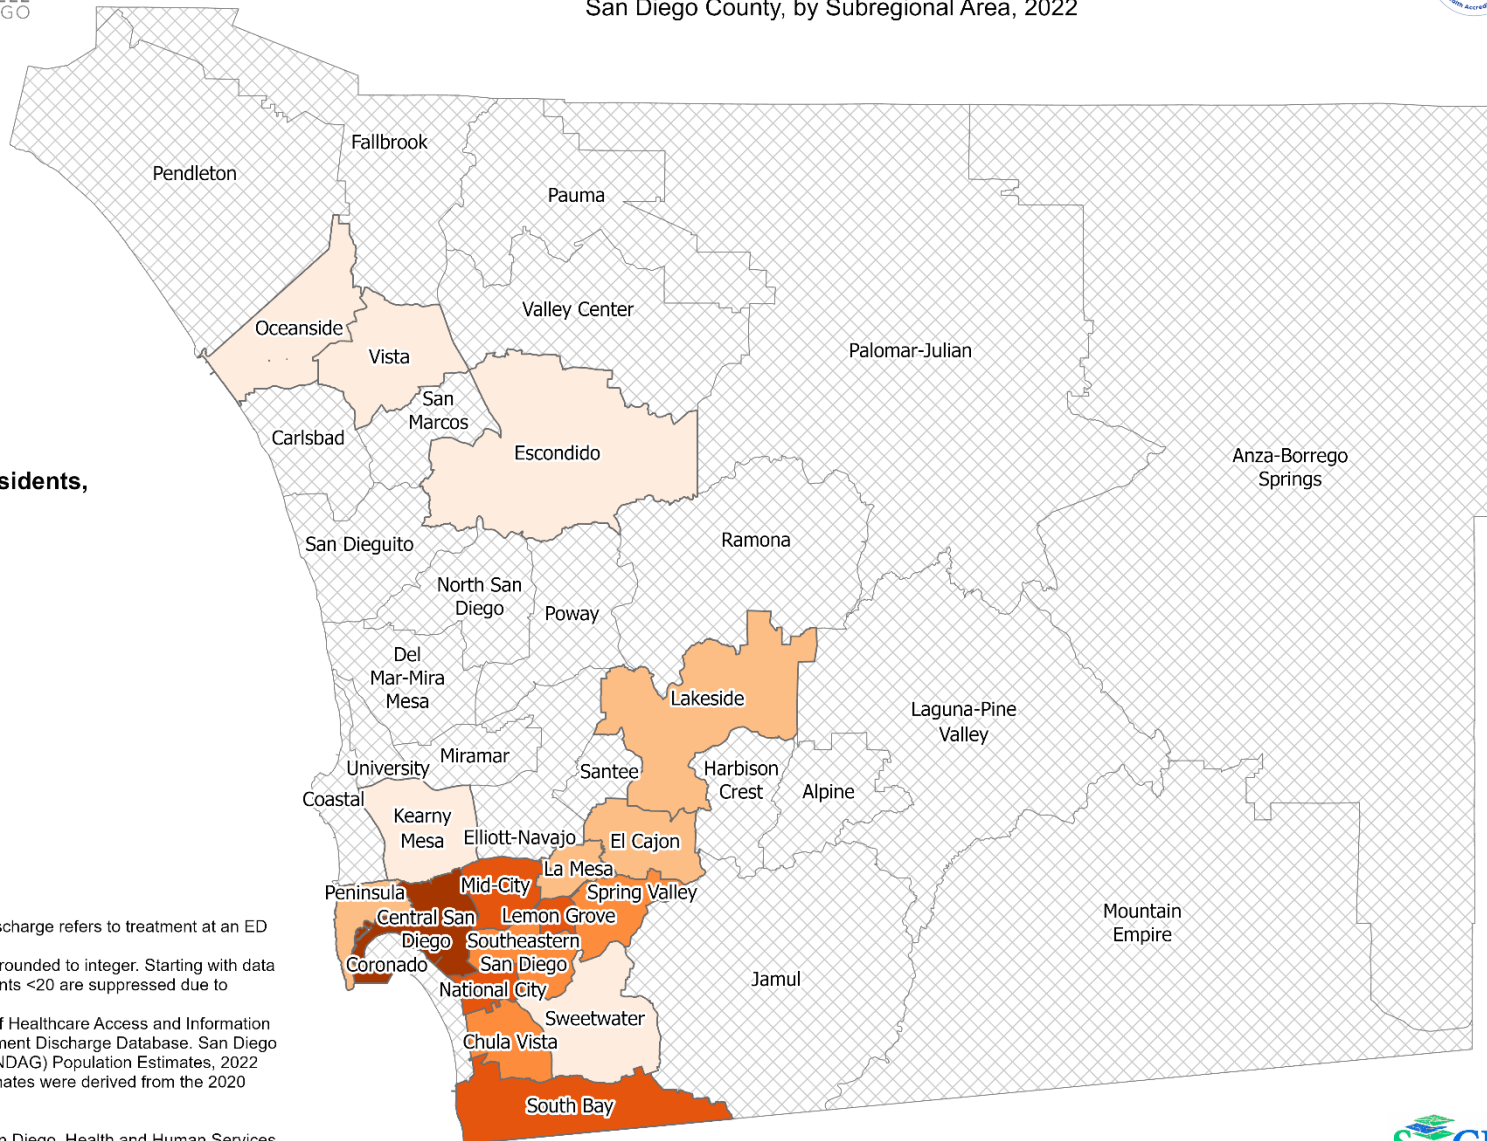 GO
San Diego County, by Subregional Area, 2022
Fallbrook
Pendleton
Pauma
Valley Center
Oceanside
Vista
Palomar-Julian
San
Marcos
Carlsbad
Escondido
Anza-Borrego
Springs
sidents,
Ramona
San Dieguito
North San
Diego
Poway
Del
Mar-Mira
Mesa
Lakeside
Laguna-Pine
Valley
Miramar
University
Santee
Harbison
Crest
Alpine
Coastal
Kearny
Mesa
Elliott-Navajo
El Cajon
La Mesa
Mid-City
Peninsula
Spring Valley
Central San
Diego
Lemon Grove
Mountain
Empire
Southeastern
San Diego
Coronado
Jamul
National City
Sweetwater
Chula Vista
South Bay
scharge refers to treatment at an ED
rounded to integer. Starting with data
nts <20 are suppressed due to
f Healthcare Access and Information
ment Discharge Database. San Diego
NDAG) Population Estimates, 2022
mates were derived from the 2020
n Diego, Health and Human Services